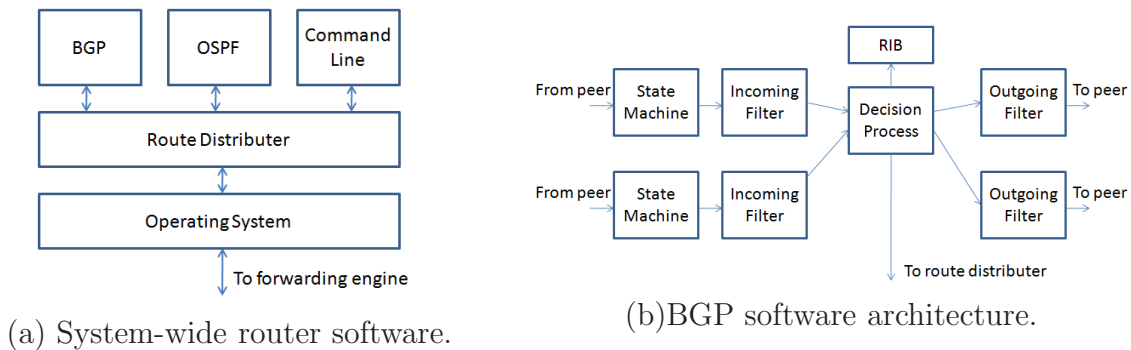 BGP
OSPF
Command
Line
Route Distributer
Operating System
To forwarding engine
(a) System-wide router software.
RIB
From peer
State
Machine
Incoming
Filter
Decision
Process
Outgoing
Filter
To peer
From peer
State
Machine
Incoming
Filter
Outgoing
Filter
To peer
To route distributer
(b)BGP software architecture.